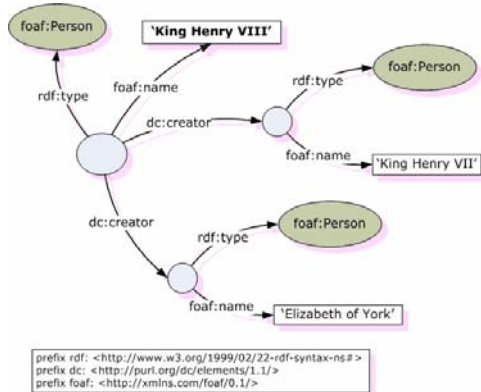 foaf:Person
'King Henry VIII'
foaf:name
rdf:type
foaf:Person
rdf:type
dc:creator
foaf:name
'King Henry VII'
dc:creator
foaf:Person
rdf:type
foaf:name
'Elizabeth of York'
prefix rdf: <http://www.w3.org/1999/02/22-rdf-syntax-ns#>
prefix dc: <http://purl.org/dc/elements/1.1/>
prefix foaf: <http://xmlns.com/foaf/0.1/>